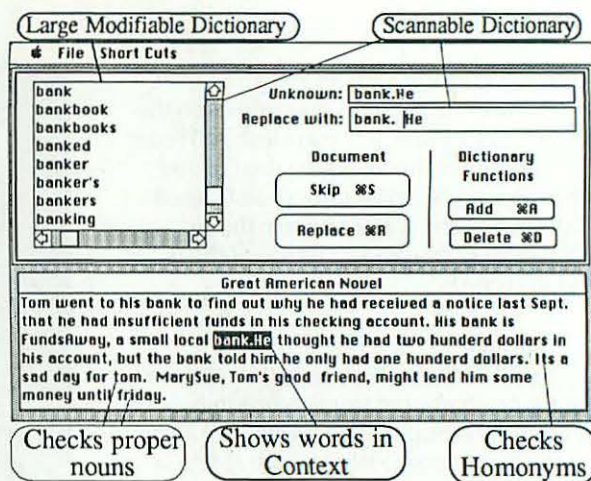 Large Modifiable Dictionary
Scannable Dictionary
File Short Cuts
bank
bankbook
bankbooks
banked
banker
banker's
bankers
banking
Unknown: bank.He
Replace with: bank. He
Document
Skip ⌘S
Replace ⌘R
Dictionary
Functions
Add ⌘A
Delete ⌘D
Great American Novel
Tom went to his bank to find out why he had received a notice last Sept.
that he had insufficient funds in his checking account. His bank is
FundsAway, a small local bank.He thought he had two hunderd dollars in
his account, but the bank told him he only had one hunderd dollars. Its a
sad day for tom. MarySue, Tom's good friend, might lend him some
money until friday.
Checks proper
nouns
Shows words in
Context
Checks
Homonyms